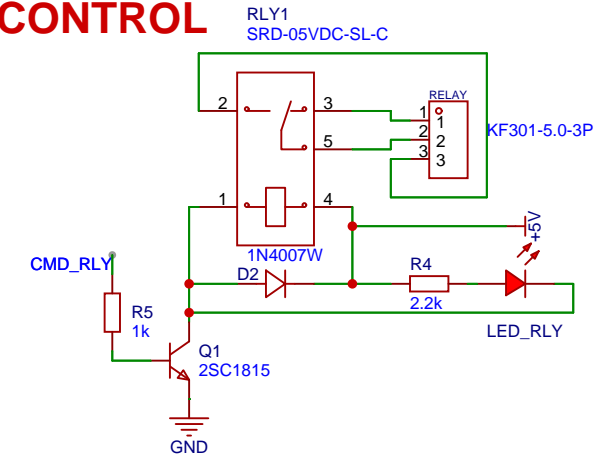 CONTROL
RLY1
SRD-05VDC-SL-C
2
3
5
1
4
RELAY
1
1
2
2
3
3
KF301-5.0-3P
1N4007W
+5V
CMD_RLY
D2
R4
2.2k
LED_RLY
R5
1k
Q1
2SC1815
GND